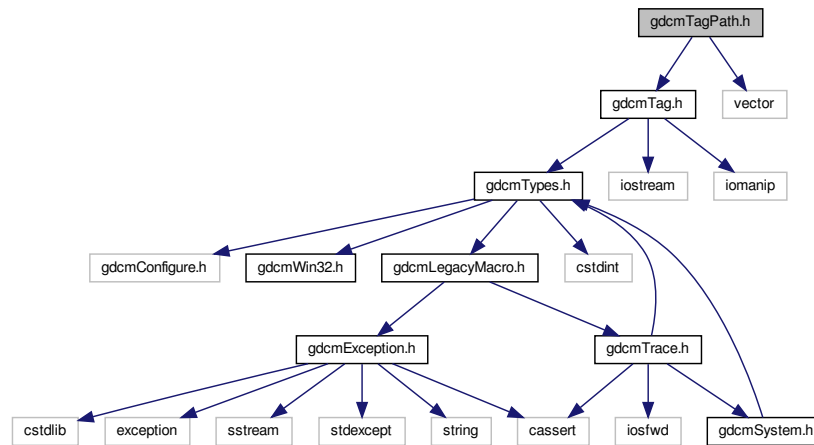 gdcmTagPath.h
gdcmTag.h
vector
gdcmTypes.h
iostream
iomanip
gdcmConfigure.h
gdcmWin32.h
gdcmLegacyMacro.h
cstdint
gdcmException.h
gdcmTrace.h
cstdlib
exception
sstream
stdexcept
string
cassert
iosfwd
gdcmSystem.h